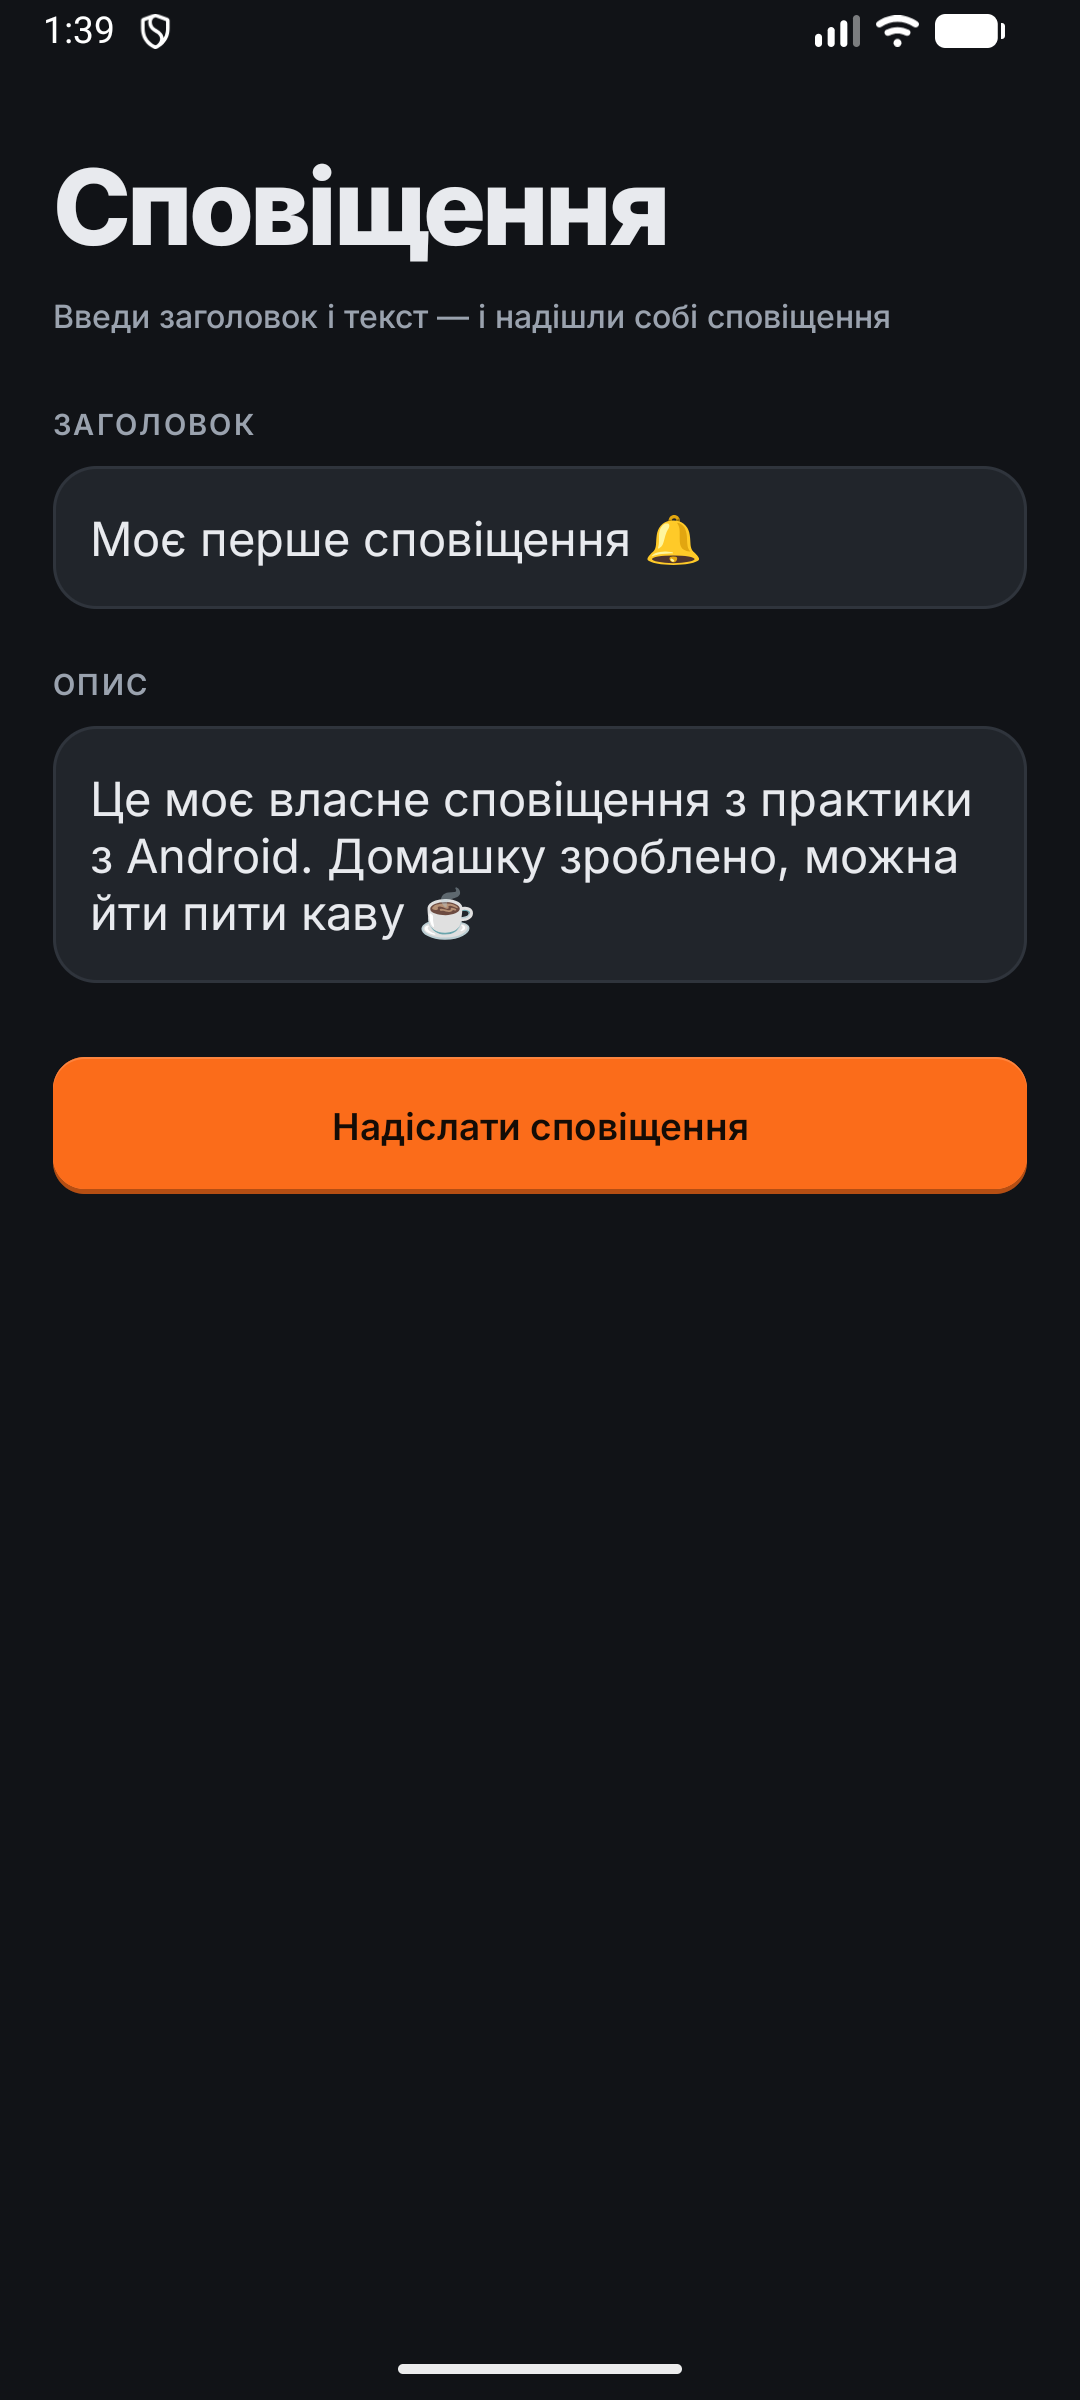 1:39
Сповіщення
Введи заголовок і текст — і надішли собі сповіщення
ЗАГОЛОВОК
Моє перше сповіщення 🔔
ОПИС
Це моє власне сповіщення з практики
з Android. Домашку зроблено, можна
йти пити каву ☕
Надіслати сповіщення